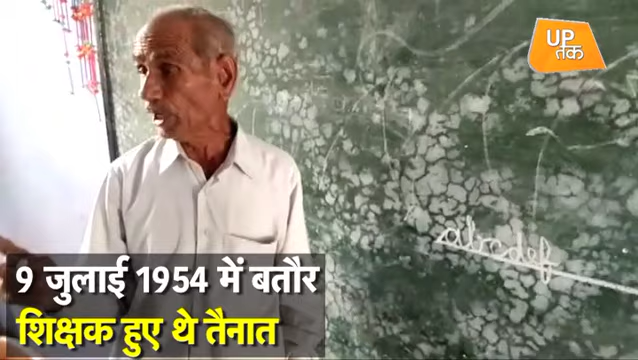 UP
तक
abcdef
9 जुलाई 1954 में बतौर
शिक्षक हुए थे तैनात